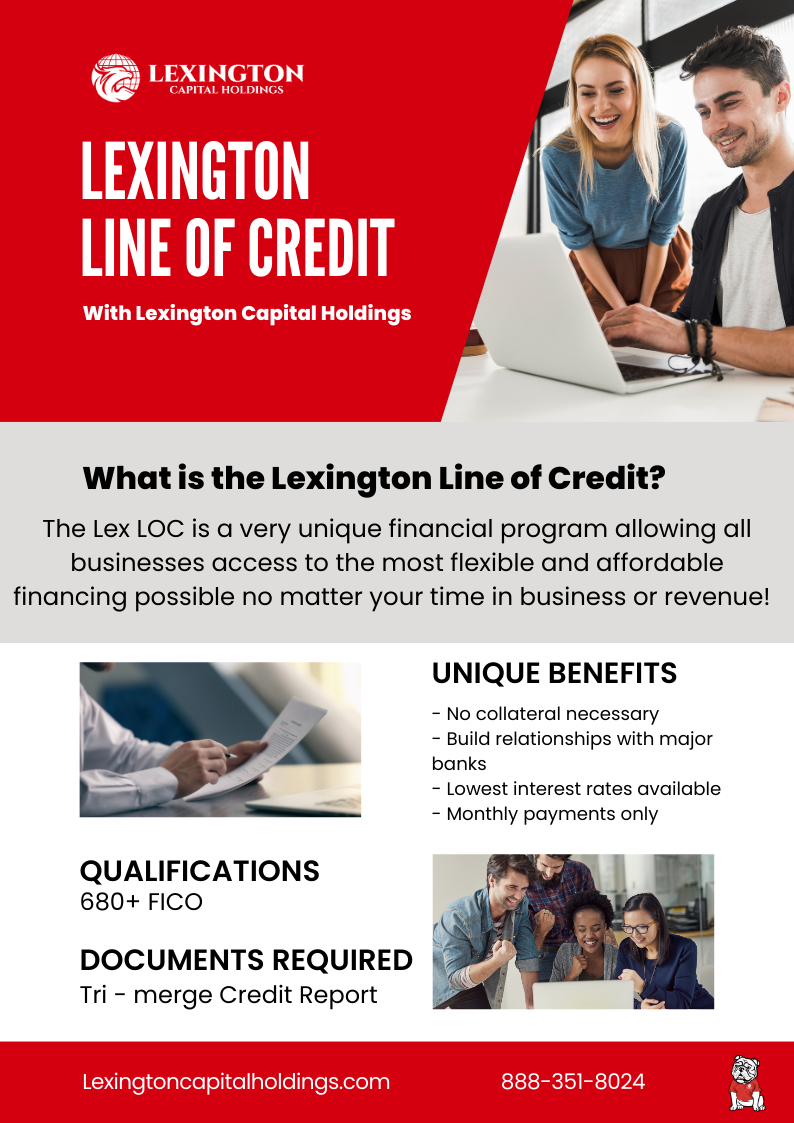 LEXINGTON
CAPITAL HOLDINGS
LEXINGTON
LINE OF CREDIT
With Lexington Capital Holdings
What is the Lexington Line of Credit?
The Lex LOC is a very unique financial program allowing all
businesses access to the most flexible and affordable
financing possible no matter your time in business or revenue!
UNIQUE BENEFITS
- No collateral necessary
- Build relationships with major
banks
- Lowest interest rates available
- Monthly payments only
QUALIFICATIONS
680+ FICO
DOCUMENTS REQUIRED
Tri - merge Credit Report
Lexingtoncapitalholdings.com
888-351-8024